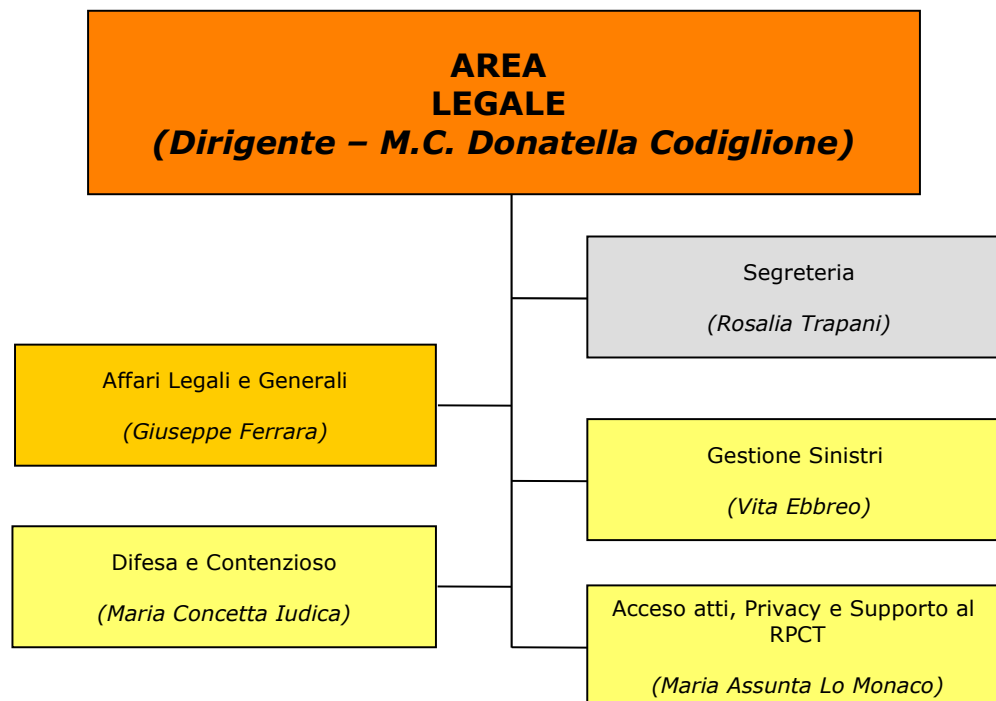 AREA
LEGALE
(Dirigente – M.C. Donatella Codiglione)
Segreteria
(Rosalia Trapani)
Affari Legali e Generali
(Giuseppe Ferrara)
Gestione Sinistri
(Vita Ebbreo)
Difesa e Contenzioso
(Maria Concetta Iudica)
Acceso atti, Privacy e Supporto al
RPCT
(Maria Assunta Lo Monaco)